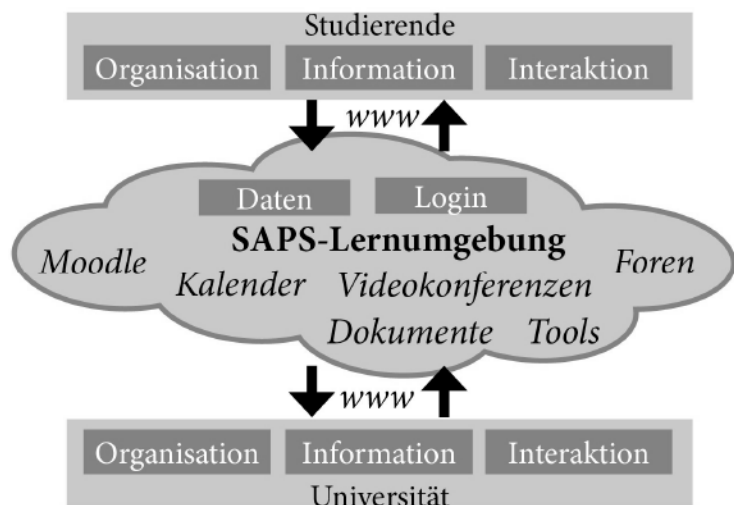 Studierende
Organisation Information Interaktion
www
Daten Login
SAPS-Lernumgebung
Moodle Foren
Kalender Videokonferenzen
Dokumente Tools
www
Organisation Information Interaktion
Universität